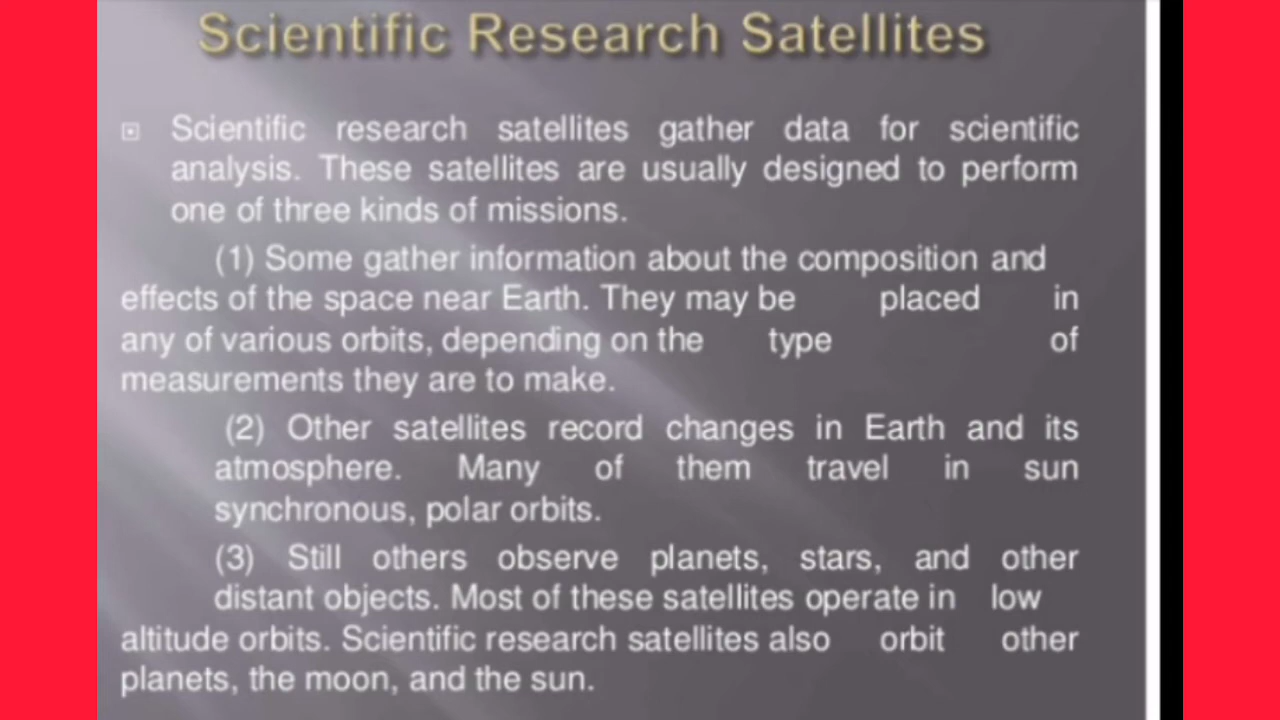 Scientific Research Satellites
Scientific research satellites gather data for scientific
analysis. These satellites are usually designed to perform
one of three kinds of missions.
(1) Some gather information about the composition and
effects of the space near Earth. They may be placed in
any of various orbits, depending on the type of
measurements they are to make.
(2) Other satellites record changes in Earth and its
atmosphere. Many of them travel in sun
synchronous, polar orbits.
(3) Still others observe planets, stars, and other
distant objects. Most of these satellites operate in low
altitude orbits. Scientific research satellites also orbit other
planets, the moon, and the sun.